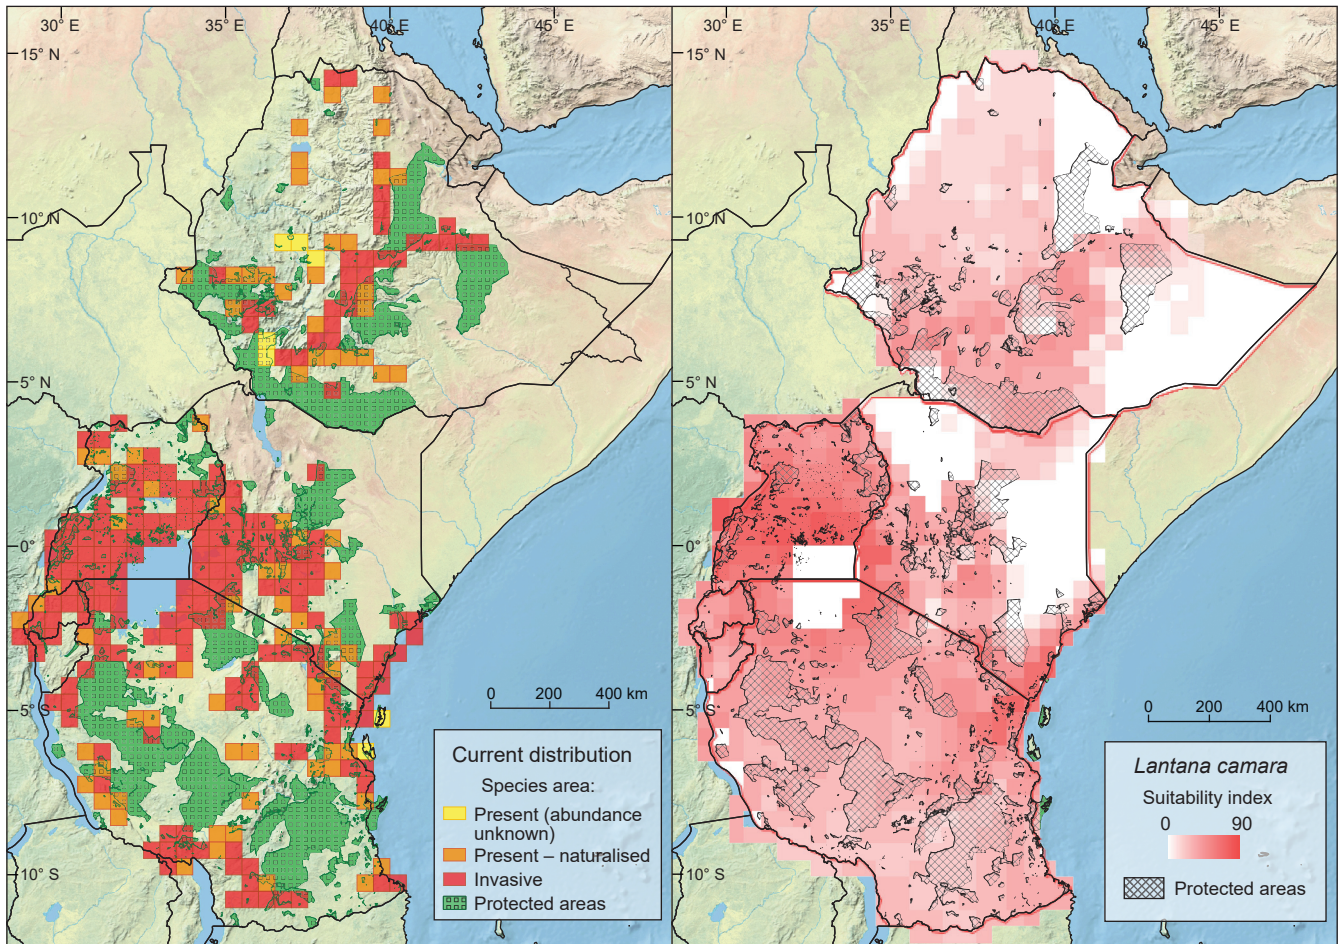 30° E
35°
40° E
45°
30° E
35°
40° E
45°
15° N
15° N
10° N
10° N
5° N
5° N
0°
0°
5° S
5° S
10° S
10° S
0 200 400 km
Current distribution
Species area:
Present (abundance
unknown)
Present – naturalised
Invasive
Protected areas
0 200 400 km
Lantana camara
Suitability index
0 90
Protected areas